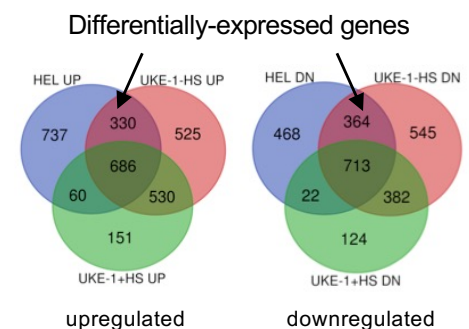 Differentially-expressed genes
HEL UP
UKE-1-HS UP
737
330
525
686
60
530
151
UKE-1+HS UP
upregulated
HEL DN
UKE-1-HS DN
468
364
545
713
22
382
124
UKE-1+HS DN
downregulated